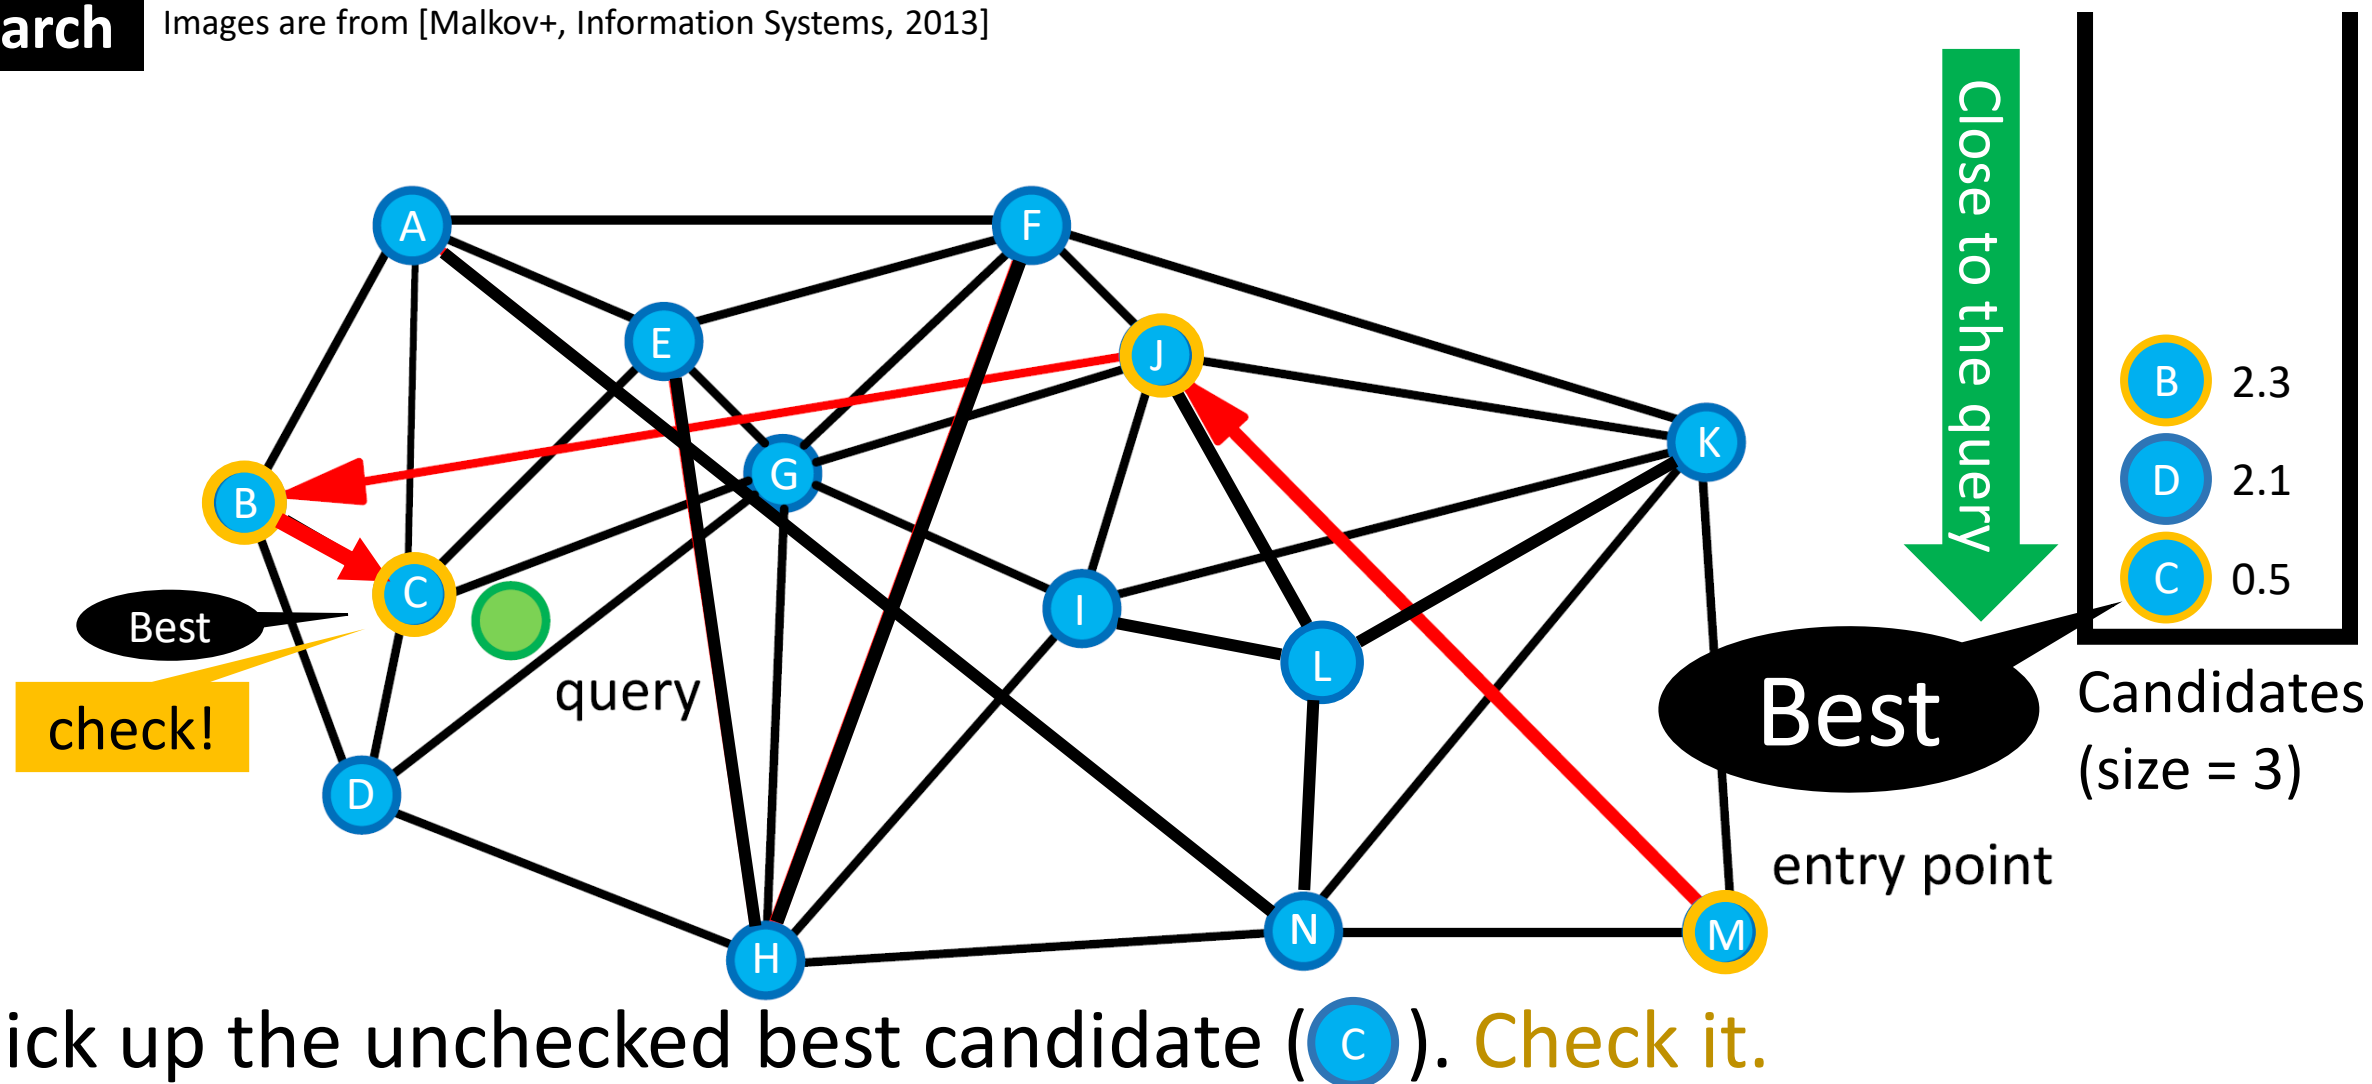 arch
Images are from [Malkov+, Information Systems, 2013]
Close to the query
A
F
E
J
B
2.3
K
G
D
2.1
B
C
0.5
C
I
Best
L
query
check!
Best
Candidates
(size = 3)
D
entry point
N
M
H
ick up the unchecked best candidate (C). Check it.